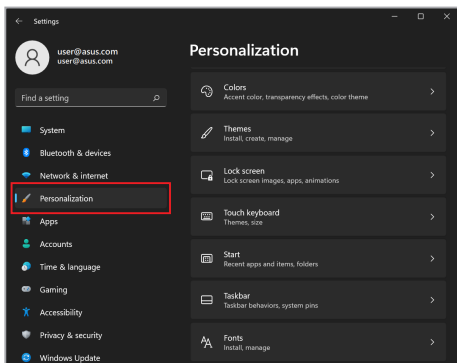 Settings
user@asus.com
user@asus.com
Find a setting
System
Bluetooth & devices
Network & internet
Personalization
Apps
Accounts
Time & language
Gaming
Accessibility
Privacy & security
Windows Update
Personalization
Colors
Accent color, transparency effects, color theme
Themes
Install, create, manage
Lock screen
Lock screen images, apps, animations
Touch keyboard
Themes, size
Start
Recent apps and items, folders
Taskbar
Taskbar behaviors, system pins
Fonts
Install, manage